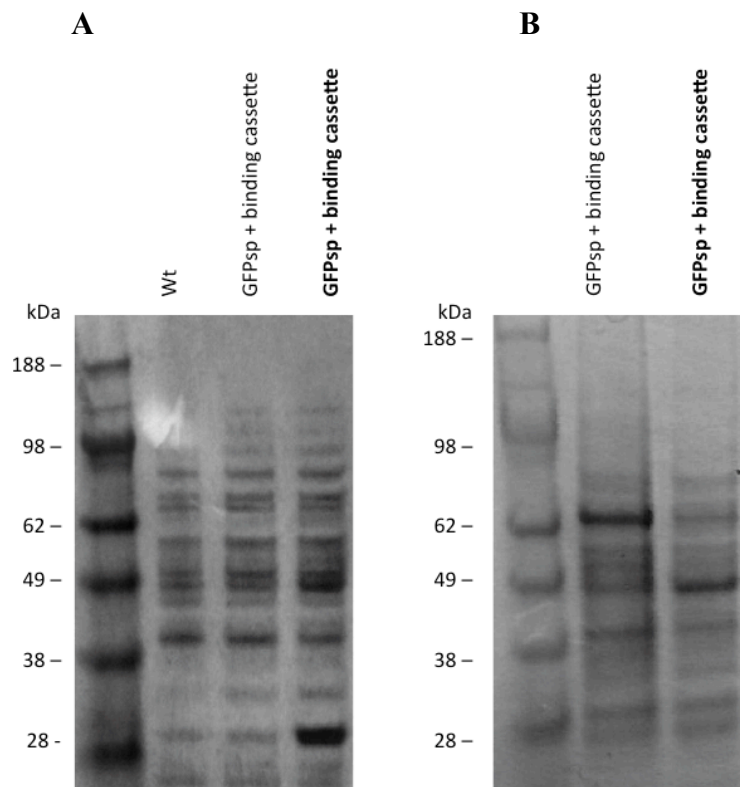 A
B
Wt
GFPsp + binding cassette
GFPsp + binding cassette
GFPsp + binding cassette
GFPsp + binding cassette
kDa
188 –
98 –
62 –
49 –
38 –
28 -
kDa
188 –
98 –
62 –
49 –
38 –
28 –